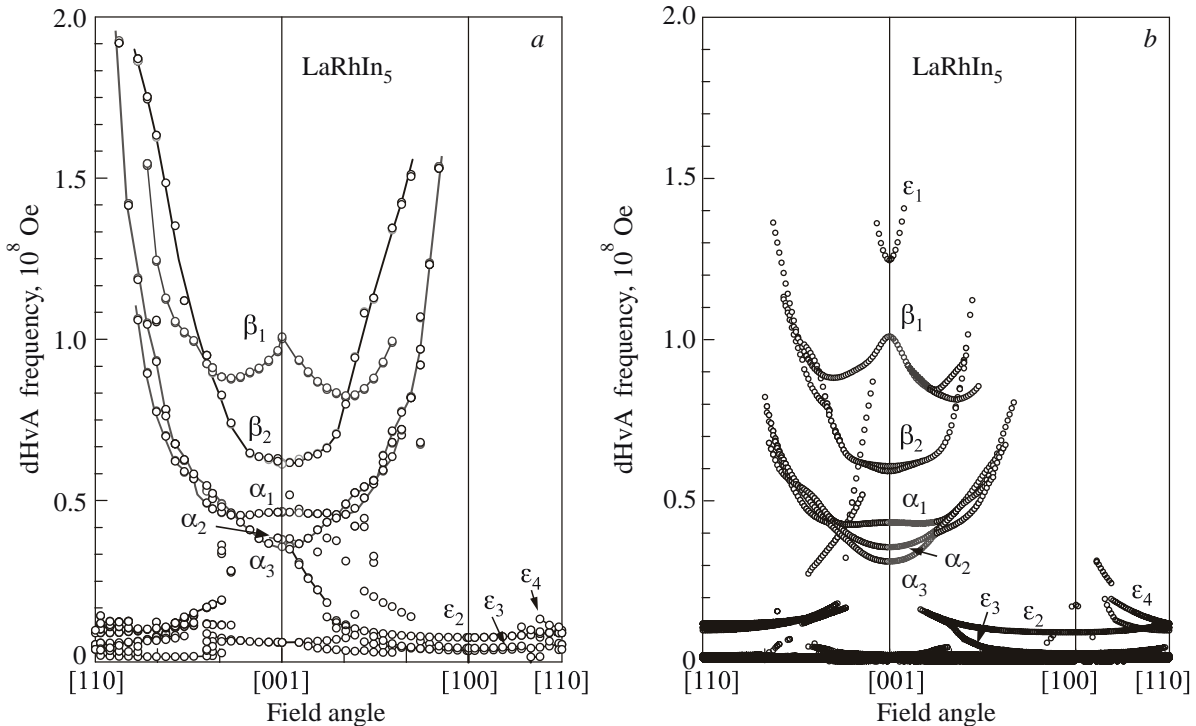 2.0
a
LaRhIn5
1.5
β1
1.0
β2
α1
0.5
α2
α3
ε2
ε3
ε4
0
[110]
[001]
[100]
[110]
Field angle
dHvA frequency, 10^8 Oe
2.0
b
LaRhIn5
ε1
1.5
β1
1.0
β2
α1
0.5
α2
α3
ε3
ε2
ε4
0
[110]
[001]
[100]
[110]
Field angle
dHvA frequency, 10^8 Oe